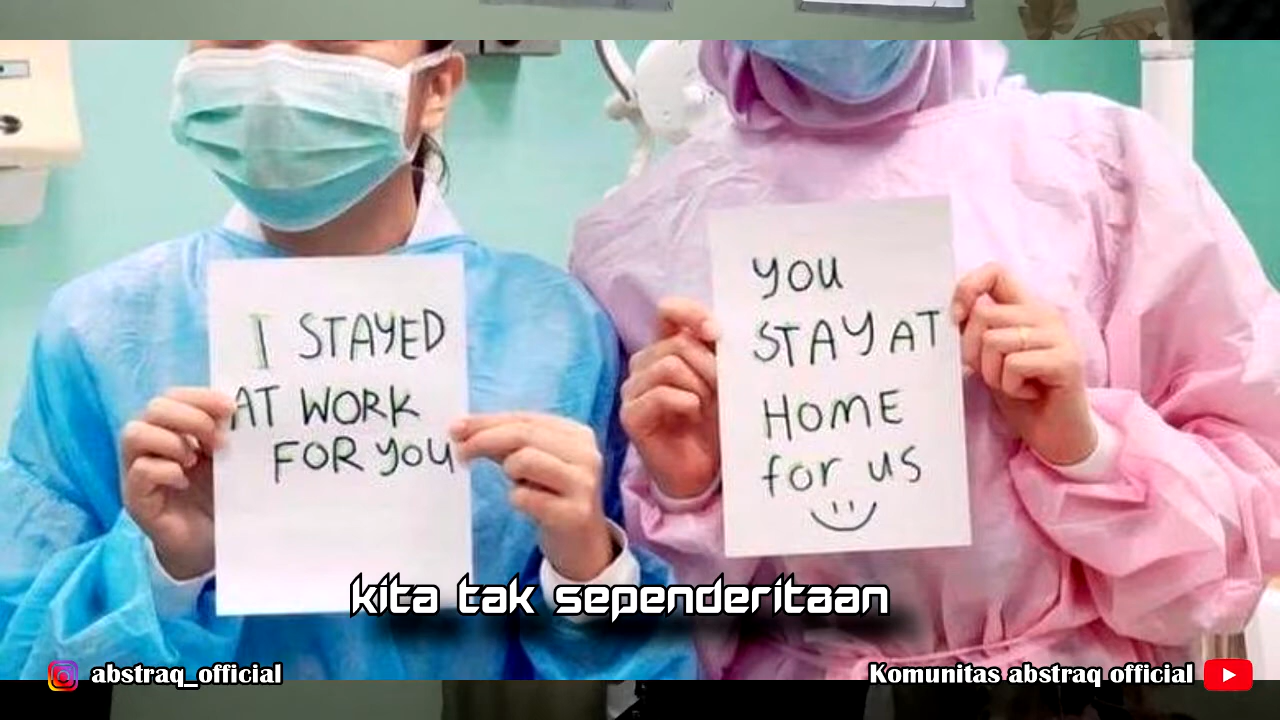 I STAYED
AT WORK
FOR YOU
YOU
STAY AT
HOME
for us
kita tak sependeritaan
abstraq_official
Komunitas abstraq official